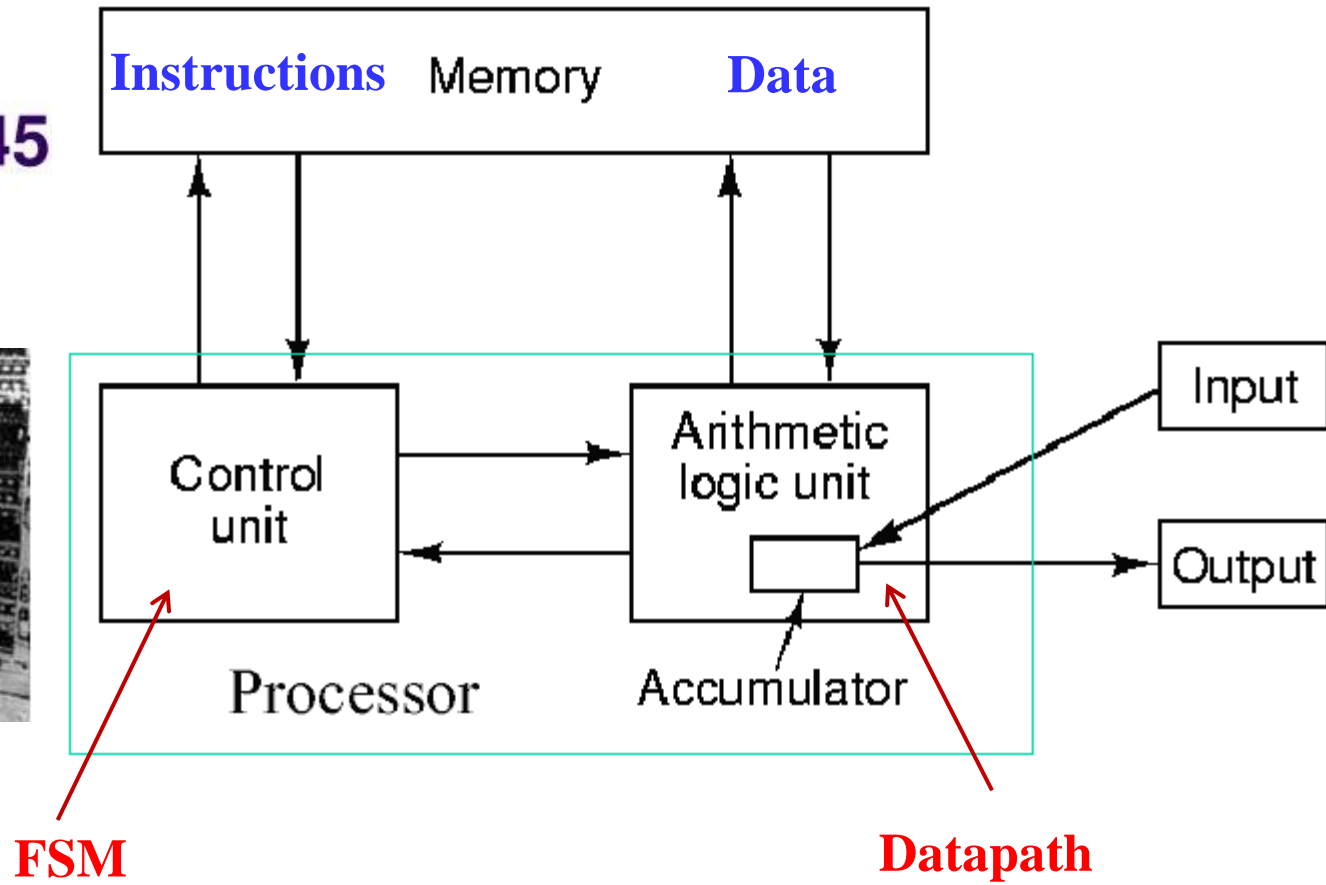 Instructions Memory Data
45
Control
unit
Arithmetic
logic unit
Input
Output
Processor
Accumulator
FSM
Datapath